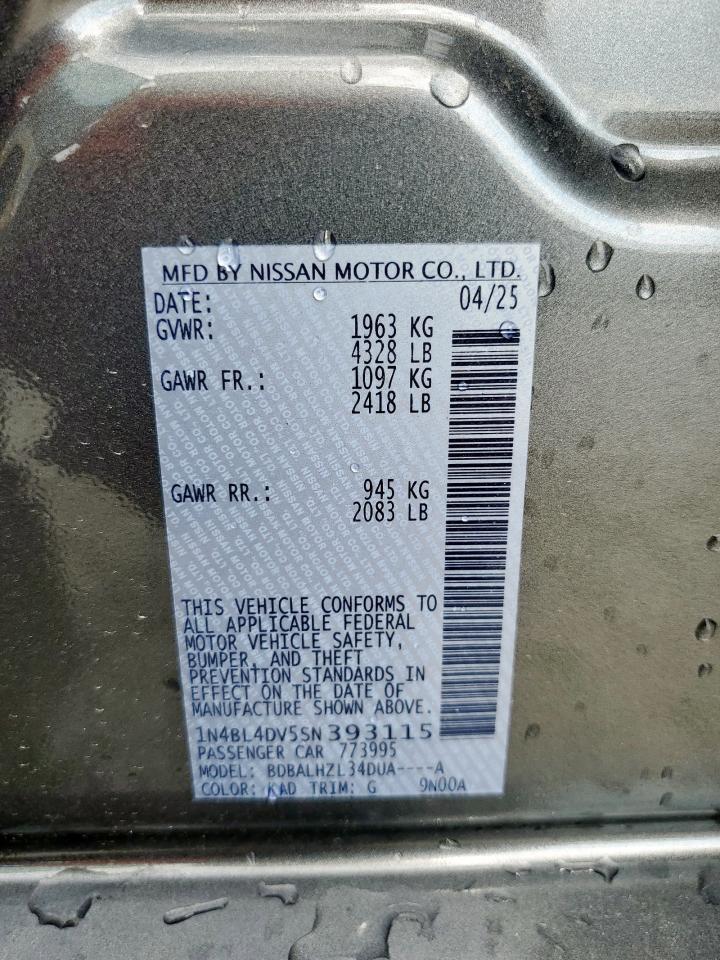 MFD BY NISSAN MOTOR CO., LTD.
DATE: 04/25
GVWR: 1963 KG
4328 LB
GAWR FR.: 1097 KG
2418 LB
GAWR RR.: 945 KG
2083 LB
THIS VEHICLE CONFORMS TO
ALL APPLICABLE FEDERAL
MOTOR VEHICLE SAFETY,
BUMPER, AND THEFT
PREVENTION STANDARDS IN
EFFECT ON THE DATE OF
MANUFACTURE SHOWN ABOVE.
1N4BL4DV5SN393115
PASSENGER CAR 773995
MODEL: BDBALHZL34DUA----A
COLOR: KAD TRIM: G 9N00A